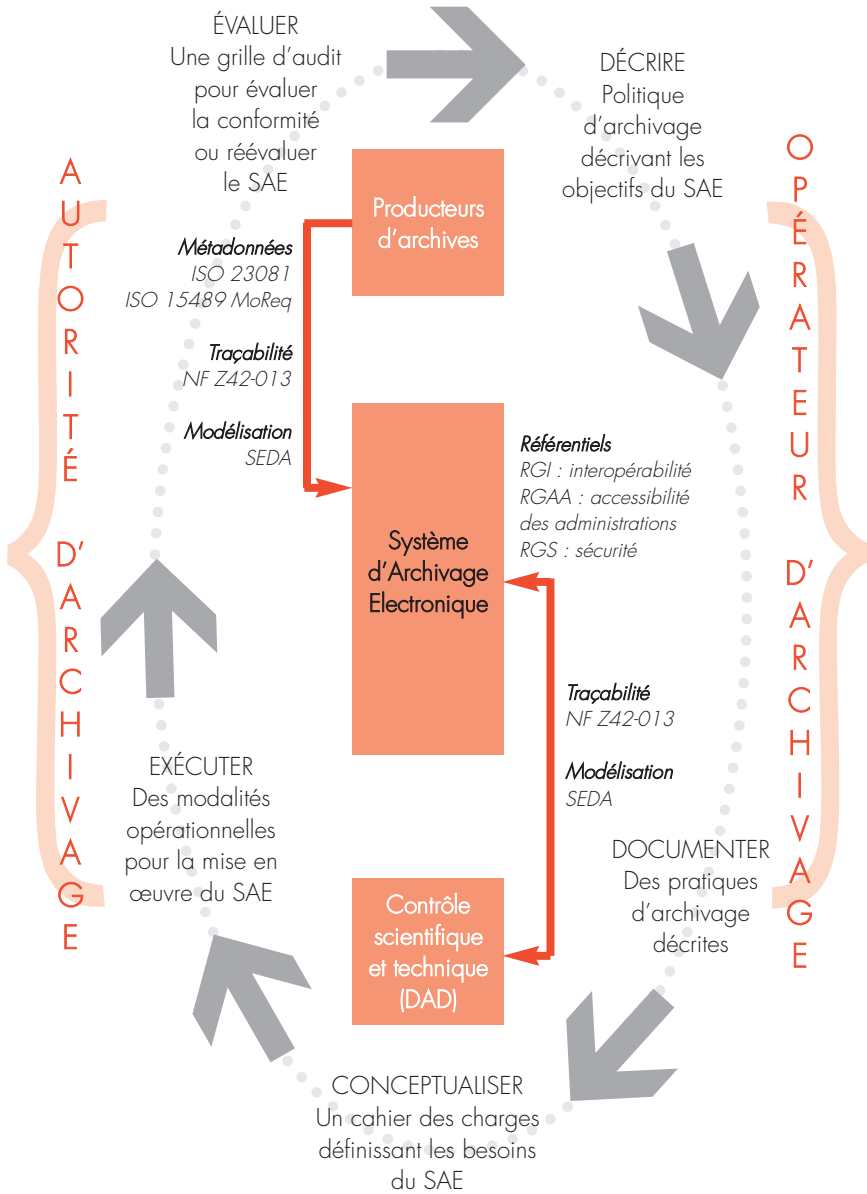 ÉVALUER
Une grille d’audit
pour évaluer
la conformité
ou réévaluer
le SAE
DÉCRIRE
Politique
d’archivage
décrivant les
objectifs du SAE
AUTORITÉ D’ARCHIVAGE
OPÉRATEUR D’ARCHIVAGE
Producteurs
d’archives
Métadonnées
ISO 23081
ISO 15489 MoReq
Traçabilité
NF Z42-013
Modélisation
SEDA
Référentiels
RGI : interopérabilité
RGAA : accessibilité
des administrations
RGS : sécurité
Système
d’Archivage
Electronique
Traçabilité
NF Z42-013
Modélisation
SEDA
EXÉCUTER
Des modalités
opérationnelles
pour la mise en
œuvre du SAE
DOCUMENTER
Des pratiques
d’archivage
décrites
Contrôle
scientifique
et technique
(DAD)
CONCEPTUALISER
Un cahier des charges
définissant les besoins
du SAE